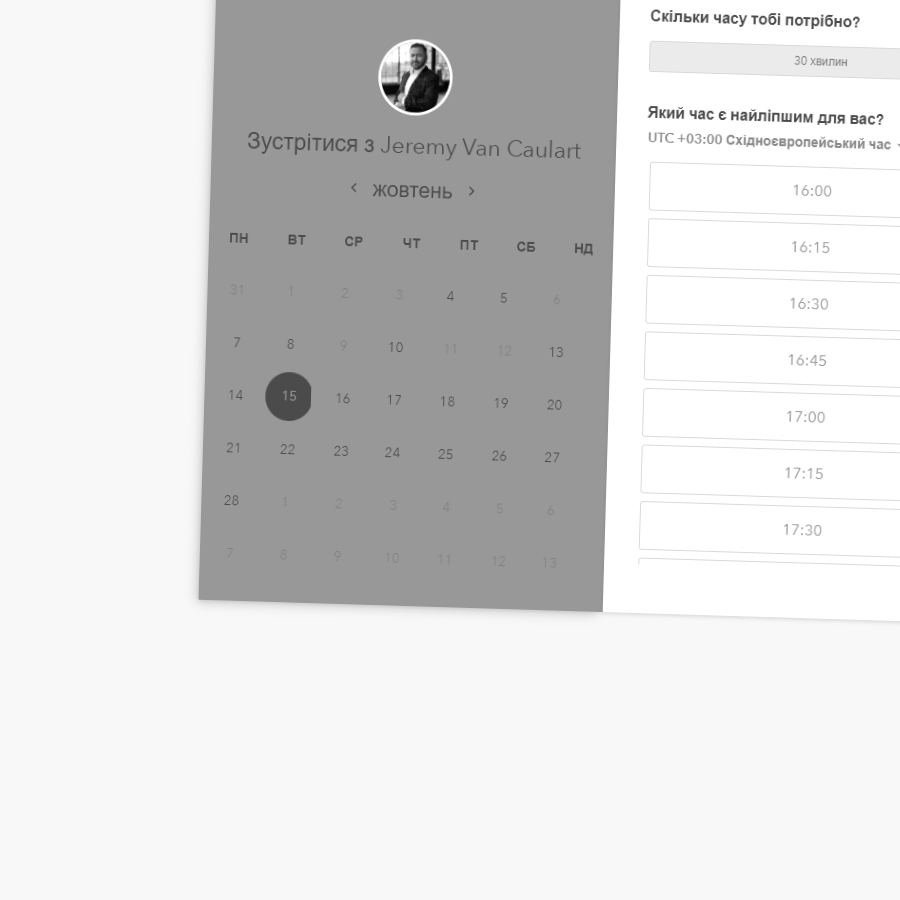 Зустрітися з Jeremy Van Caulart
‹ жовтень ›
ПН ВТ СР ЧТ ПТ СБ НД
31 1 2 3 4 5 6
7 8 9 10 11 12 13
14 15 16 17 18 19 20
21 22 23 24 25 26 27
28 1 2 3 4 5 6
7 8 9 10 11 12 13
Скільки часу тобі потрібно?
30 хвилин
Який час є найліпшим для вас?
UTC +03:00 Східноєвропейський час
16:00
16:15
16:30
16:45
17:00
17:15
17:30